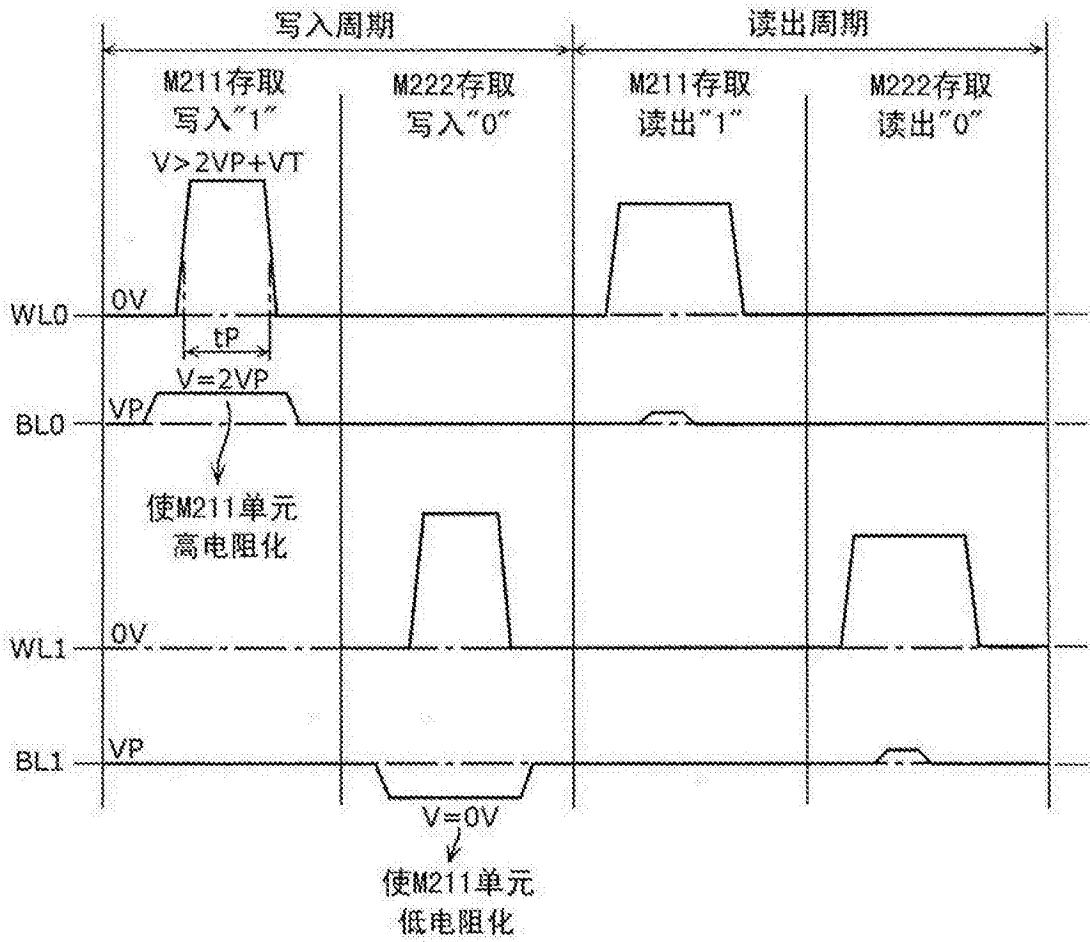 写入周期
读出周期
M211存取
写入"1"
M222存取
写入"0"
M211存取
读出"1"
M222存取
读出"0"
V>2VP+VT
WL0
0V
tP
V=2VP
BL0
VP
使M211单元
高电阻化
WL1
0V
BL1
VP
V=0V
使M211单元
低电阻化